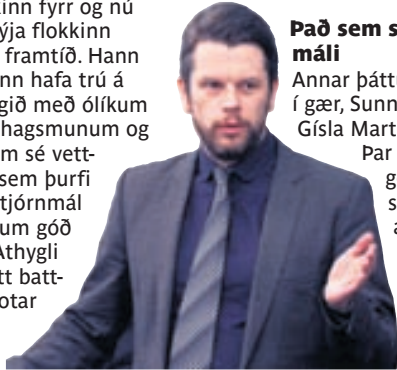 kinn fyrr og nú
ýja flokkinn
framtíð. Hann
nn hafa trú á
gið með ólíkum
hagsmunum og
m sé vett-
sem þurfi
tjórnmál
um góð
Athygli
tt batt-
otar
Það sem s
máli
Annar þátt
í gær, Sunn
Gísla Mart
Þar
g
s
a